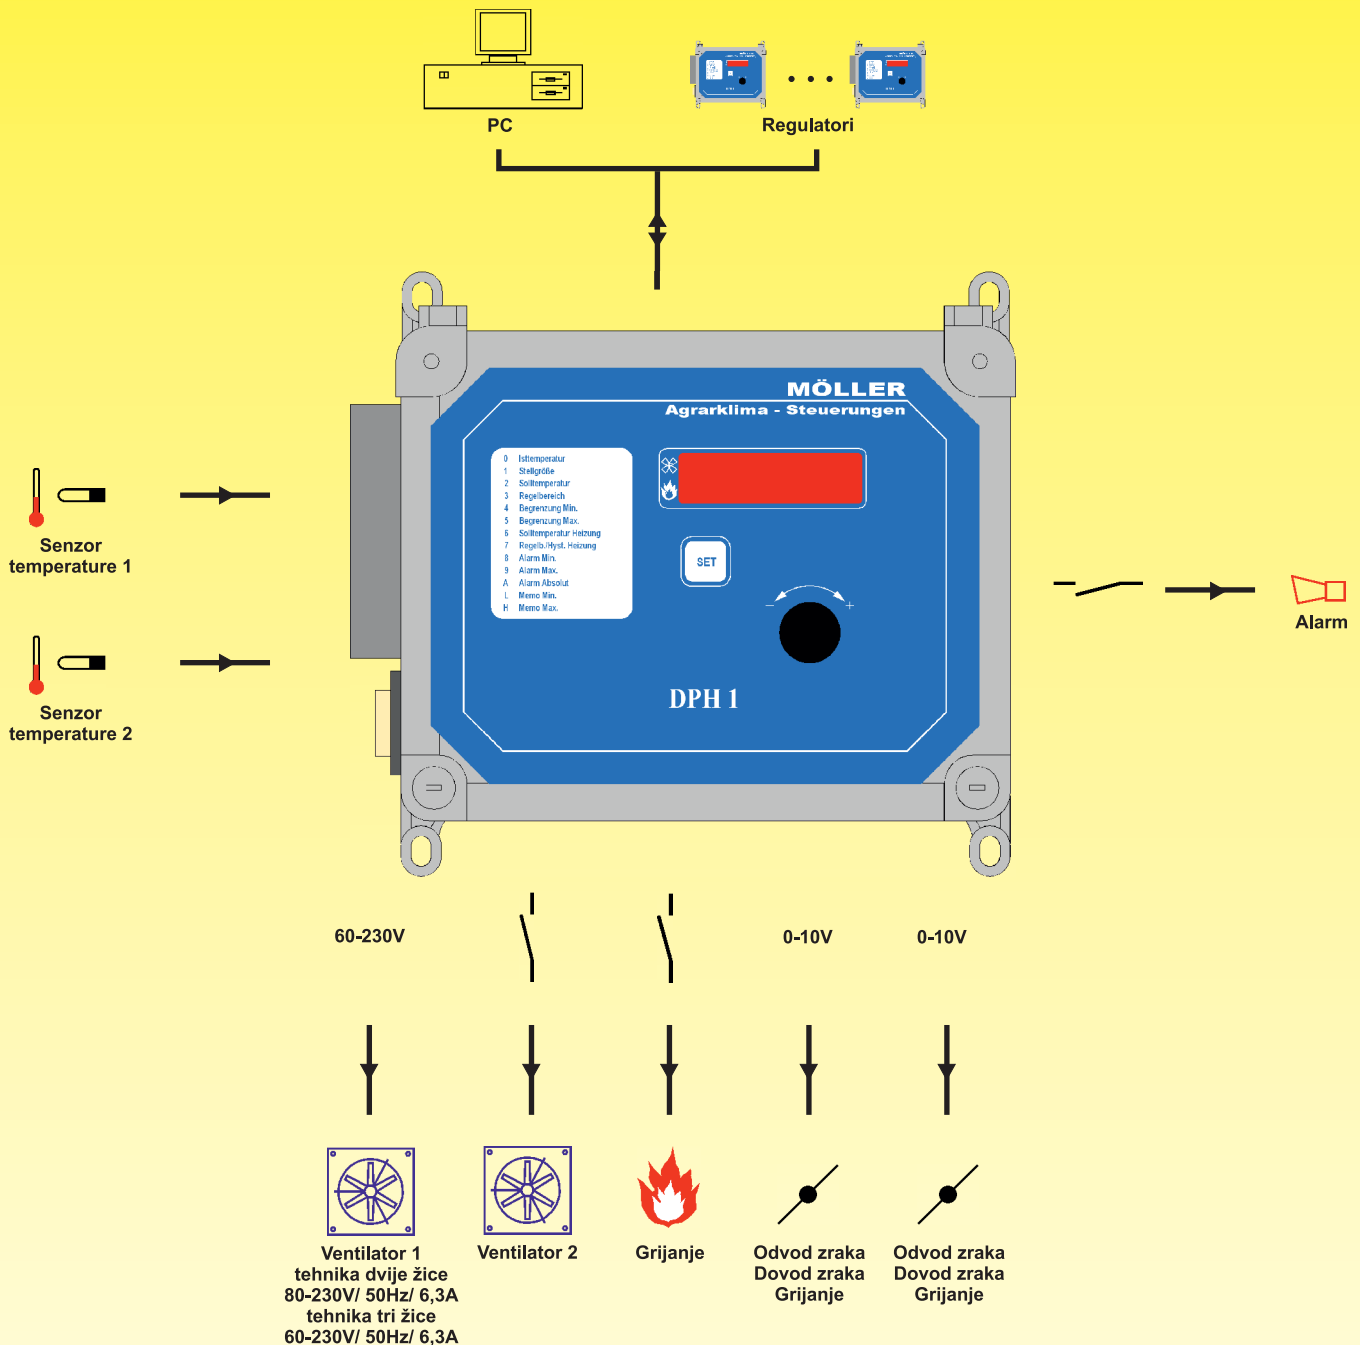 PC
Regulatori
MÖLLER
Agrarklima - Steuerungen
0 Isttemperatur
1 Stellgröße
2 Solltemperatur
3 Regelbereich
4 Begrenzung Min.
5 Begrenzung Max.
6 Solltemperatur Heizung
7 Regelb./Hyst. Heizung
8 Alarm Min.
9 Alarm Max.
A Alarm Absolut
L Memo Min.
H Memo Max.
SET
- +
DPH 1
Senzor
temperature 1
Senzor
temperature 2
Alarm
60-230V
0-10V
0-10V
Ventilator 1
tehnika dvije žice
80-230V/ 50Hz/ 6,3A
tehnika tri žice
60-230V/ 50Hz/ 6,3A
Ventilator 2
Grijanje
Odvod zraka
Dovod zraka
Grijanje
Odvod zraka
Dovod zraka
Grijanje